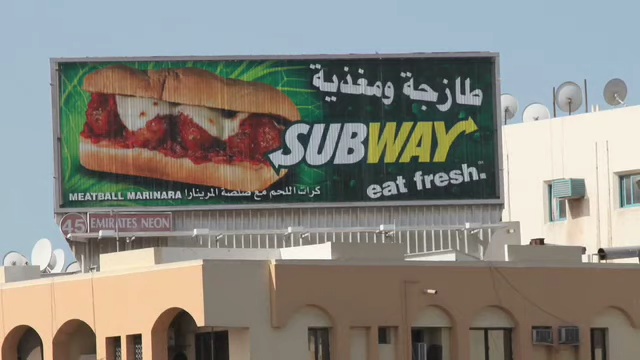 طازجة ومغذية
SUBWAY
eat fresh.
MEATBALL MARINARA كرات اللحم مع صلصة المرينارا
45 EMIRATES NEON